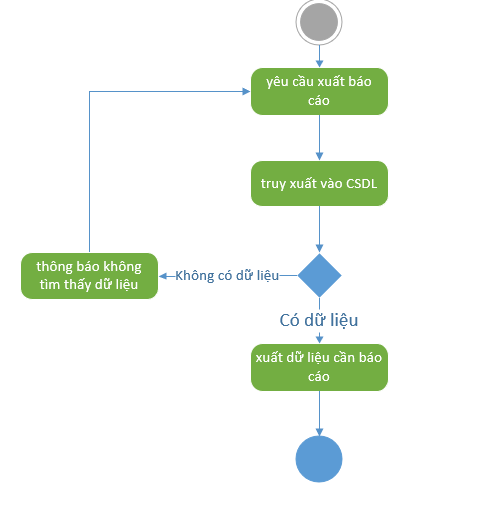 yêu cầu xuất báo
cáo
truy xuất vào CSDL
thông báo không
tìm thấy dữ liệu
Không có dữ liệu
Có dữ liệu
xuất dữ liệu cần báo
cáo